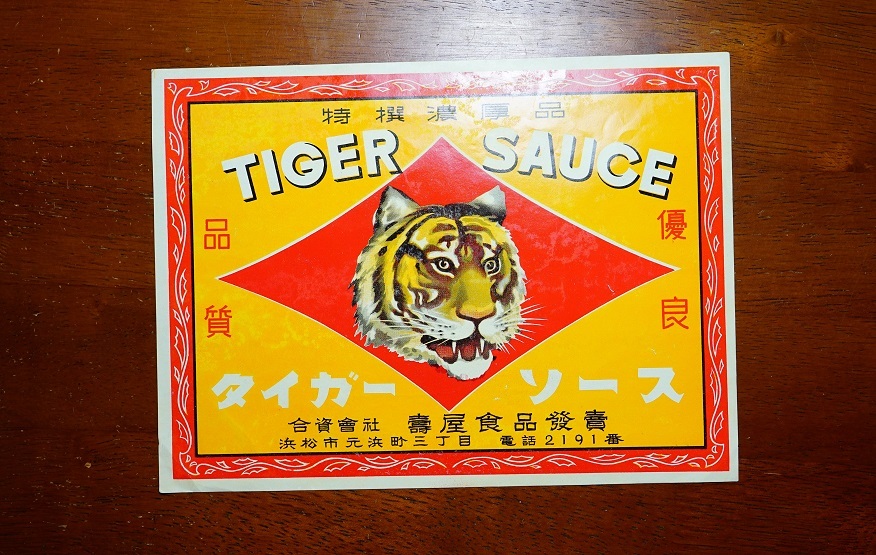 特撰濃厚品
TIGER SAUCE
優良
品質
タイガーソース
合資會社 壽屋食品發賣
浜松市元浜町三丁目 電話2191番